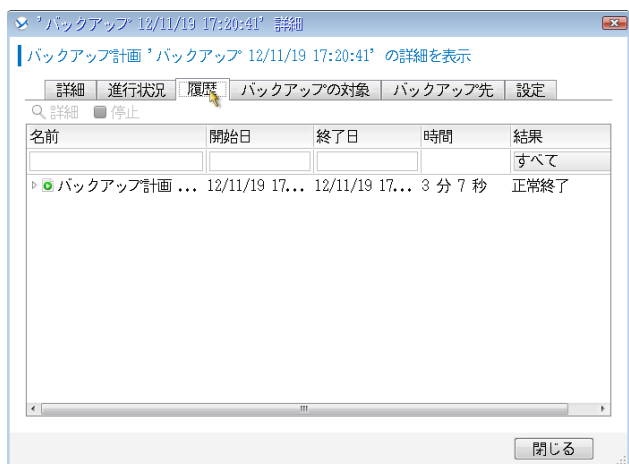 'バックアップ 12/11/19 17:20:41' 詳細
バックアップ計画 'バックアップ 12/11/19 17:20:41' の詳細を表示
詳細 進行状況 履歴 バックアップの対象 バックアップ先 設定
詳細 停止
名前 開始日 終了日 時間 結果
すべて
バックアップ計画 ... 12/11/19 17... 12/11/19 17... 3 分 7 秒 正常終了
閉じる